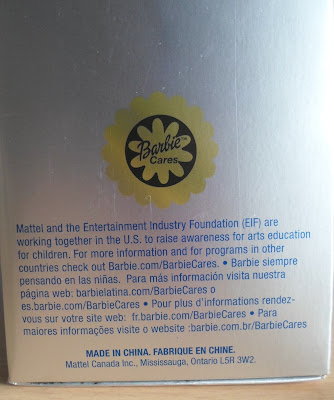 Barbie™
Cares
Mattel and the Entertainment Industry Foundation (EIF) are
working together in the U.S. to raise awareness for arts education
for children. For more information and for programs in other
countries check out Barbie.com/BarbieCares. • Barbie siempre
pensando en las niñas. Para más información visita nuestra
página web: barbielatina.com/BarbieCares o
es.barbie.com/BarbieCares • Pour plus d'informations rendez-
vous sur votre site web: fr.barbie.com/BarbieCares • Para
maiores informações visite o website :barbie.com.br/BarbieCares
MADE IN CHINA. FABRIQUE EN CHINE.
Mattel Canada Inc., Mississauga, Ontario L5R 3W2.